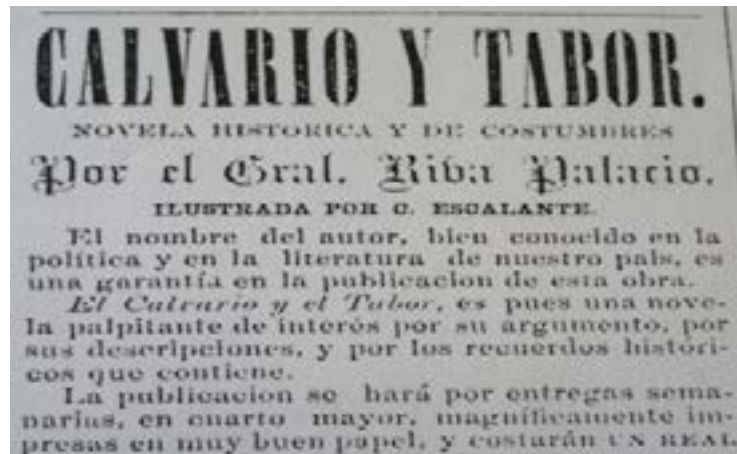 CALVARIO Y TABOR.
NOVELA HISTORICA Y DE COSTUMBRES
Por el Gral. Riva Palacio.
ILUSTRADA POR C. ESCALANTE.
El nombre del autor, bien conocido en la
política y en la literatura de nuestro pais, es
una garantía en la publicacion de esta obra.
El Calvario y el Tabor, es pues una nove-
la palpitante de interés por su argumento, por
sus descripciones, y por los recuerdos históri-
cos que contiene.
La publicacion se hará por entregas sema-
narias, en cuarto mayor, magníficamente im-
presas en muy buen papel, y costarán UN REAL